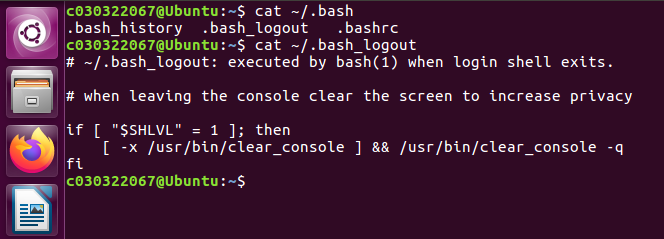 c030322067@Ubuntu:~$ cat ~/.bash
.bash_history  .bash_logout   .bashrc
c030322067@Ubuntu:~$ cat ~/.bash_logout
# ~/.bash_logout: executed by bash(1) when login shell exits.

# when leaving the console clear the screen to increase privacy

if [ "$SHLVL" = 1 ]; then
    [ -x /usr/bin/clear_console ] && /usr/bin/clear_console -q
fi
c030322067@Ubuntu:~$